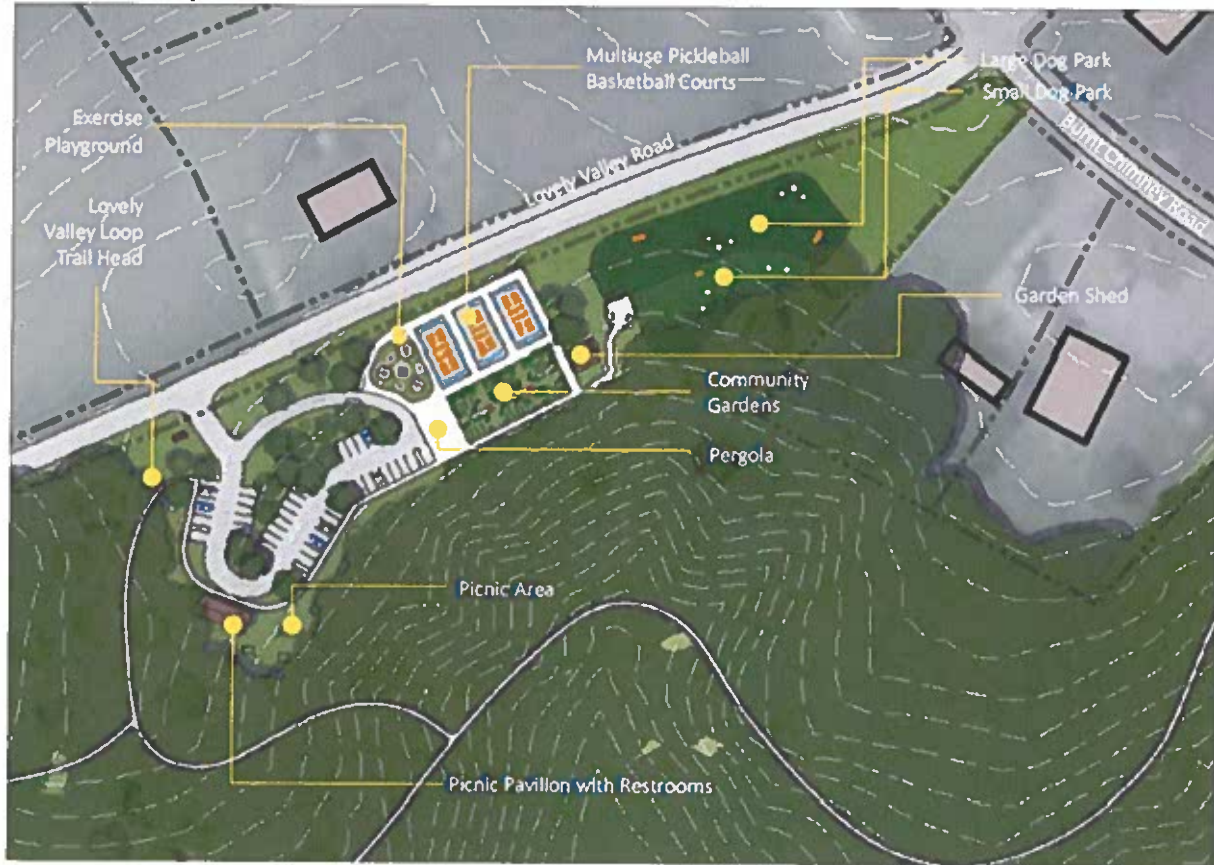 Multiuse Pickleball
Basketball Courts
Large Dog Park
Small Dog Park
Exercise
Playground
Burnt Chimney Road
Lovely Valley Road
Lovely
Valley Loop
Trail Head
Garden Shed
Community
Gardens
Pergola
Picnic Area
Picnic Pavilion with Restrooms